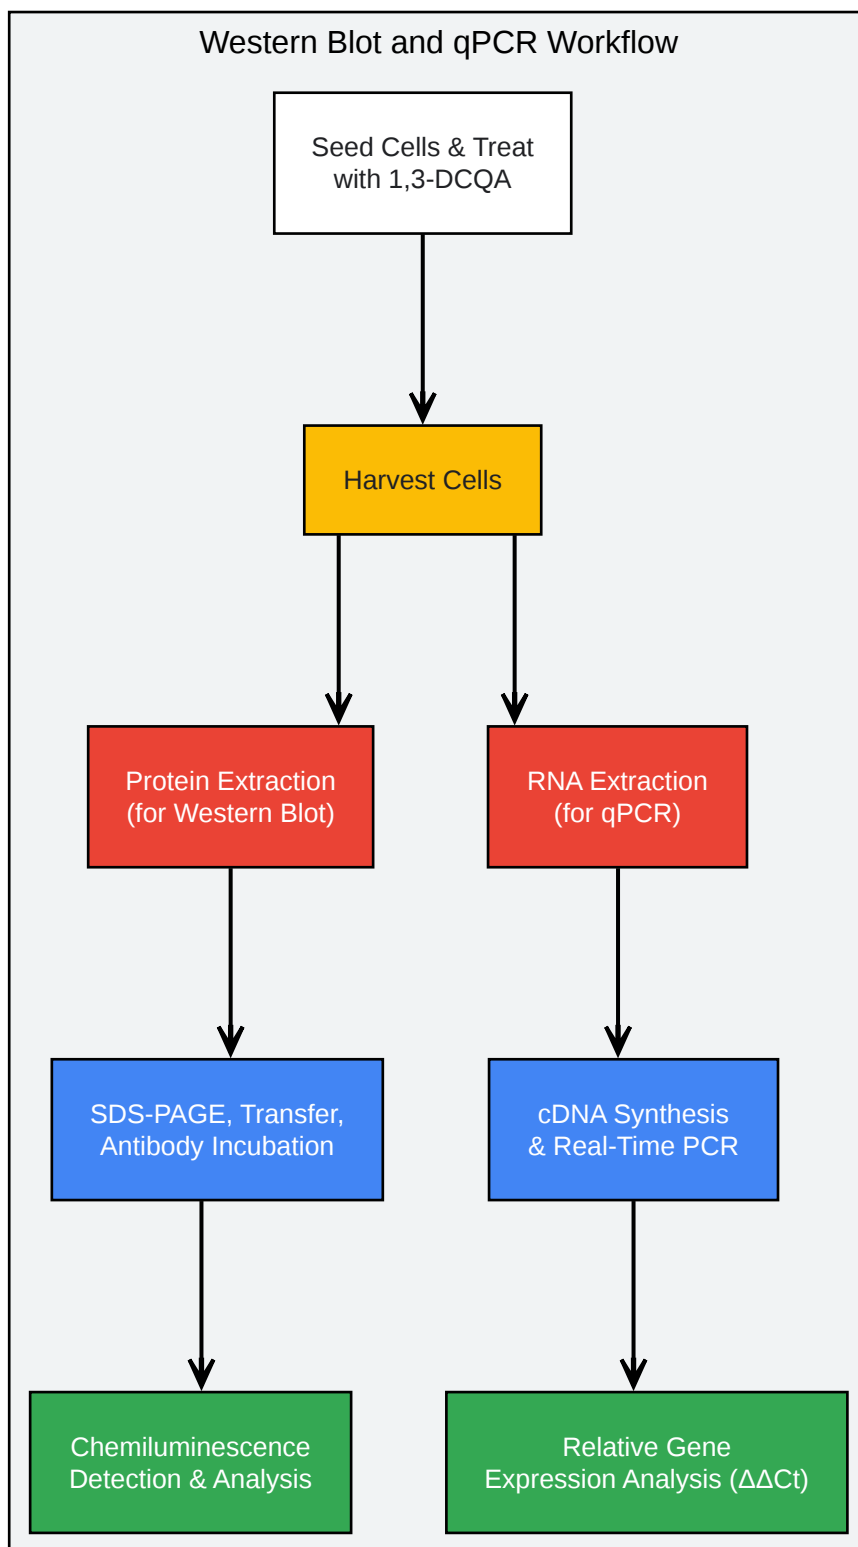 Western Blot and qPCR Workflow
Seed Cells & Treat
with 1,3-DCQA
Harvest Cells
Protein Extraction
(for Western Blot)
RNA Extraction
(for qPCR)
SDS-PAGE, Transfer,
Antibody Incubation
cDNA Synthesis
& Real-Time PCR
Chemiluminescence
Detection & Analysis
Relative Gene
Expression Analysis (ΔΔCt)